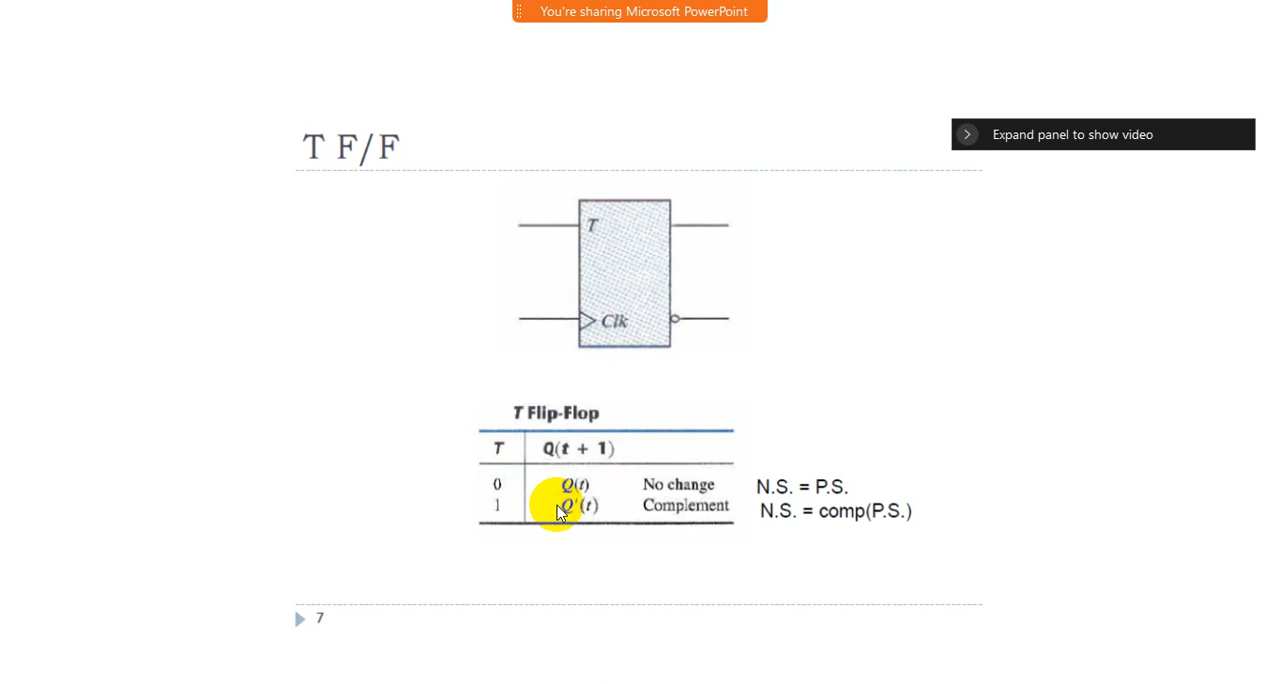 You're sharing Microsoft PowerPoint
Expand panel to show video
T F/F
T
Clk
T Flip-Flop
T Q(t + 1)
0 Q(t) No change N.S. = P.S.
1 Q'(t) Complement N.S. = comp(P.S.)
7